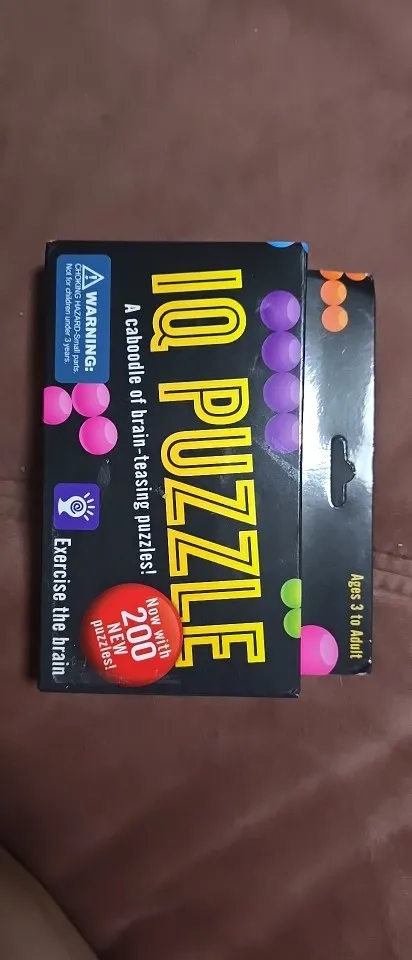 Ages 3 to Adult
IQ PUZZLE
A caboodle of brain-teasing puzzles!
Now with
200
NEW
puzzles!
WARNING:
CHOKING HAZARD-Small parts.
Not for children under 3 years.
Exercise the brain